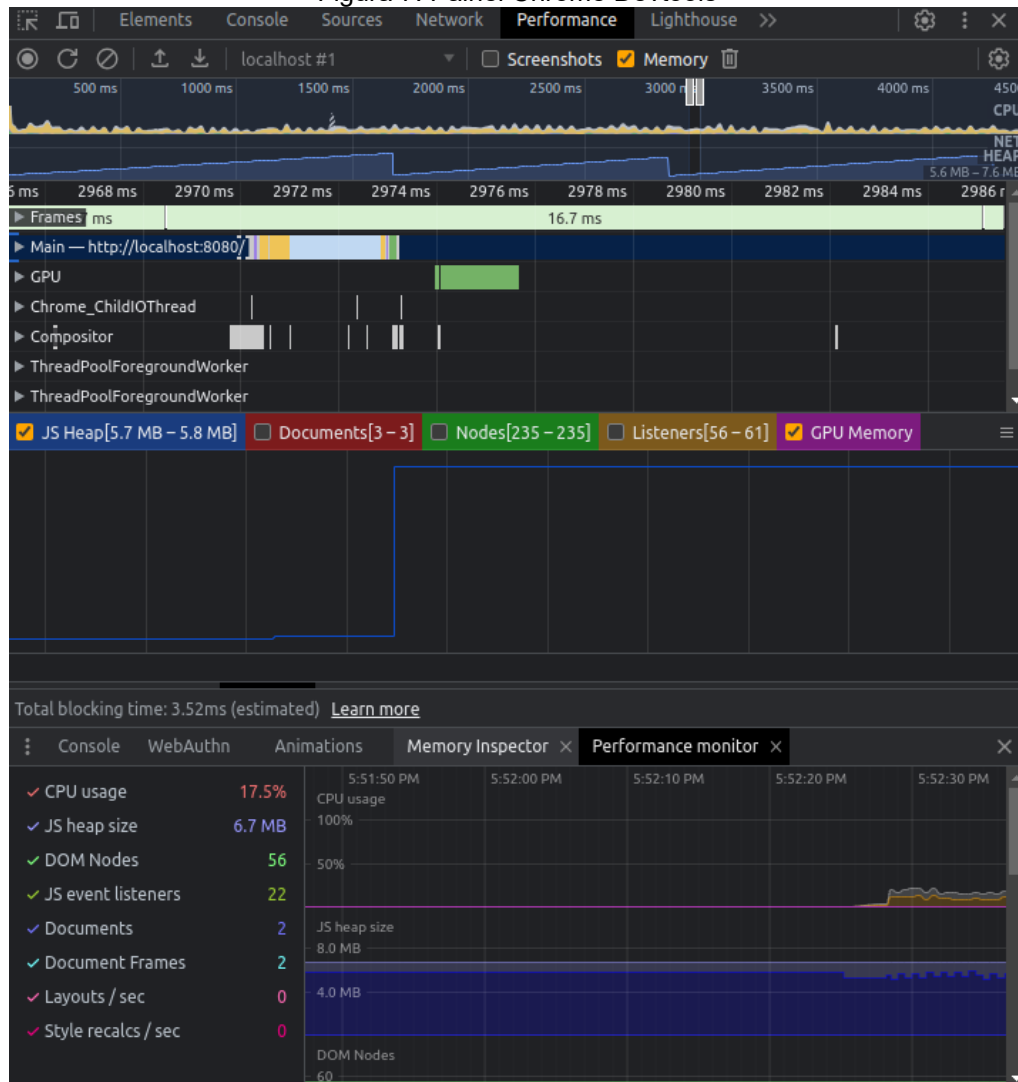 Elements Console Sources Network Performance Lighthouse
localhost #1 Screenshots Memory
500 ms 1000 ms 1500 ms 2000 ms 2500 ms 3500 ms 4000 ms
CPU
NET
HEAP
5.6 MB – 7.6 MB
2968 ms 2970 ms 2972 ms 2974 ms 2976 ms 2978 ms 2980 ms 2982 ms 2984 ms
Frames ms 16.7 ms
Main — http://localhost:8080/
GPU
Chrome_ChildIOThread
Compositor
ThreadPoolForegroundWorker
ThreadPoolForegroundWorker
JS Heap[5.7 MB – 5.8 MB] Documents[3 – 3] Nodes[235 – 235] Listeners[56 – 61] GPU Memory
Total blocking time: 3.52ms (estimated) Learn more
Console WebAuthn Animations Memory Inspector × Performance monitor ×
5:51:50 PM 5:52:00 PM 5:52:10 PM 5:52:20 PM 5:52:30 PM
CPU usage 17.5%
JS heap size 6.7 MB
DOM Nodes 56
JS event listeners 22
Documents 2
Document Frames 2
Layouts / sec 0
Style recalcs / sec 0
CPU usage
100%
50%
JS heap size
8.0 MB
4.0 MB
DOM Nodes
60